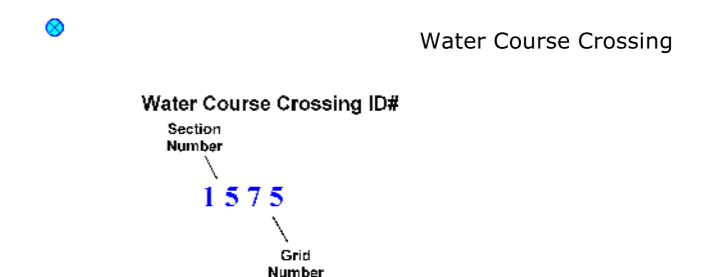 Water Course Crossing
Water Course Crossing ID#
Section
Number
1 5 7 5
Grid
Number